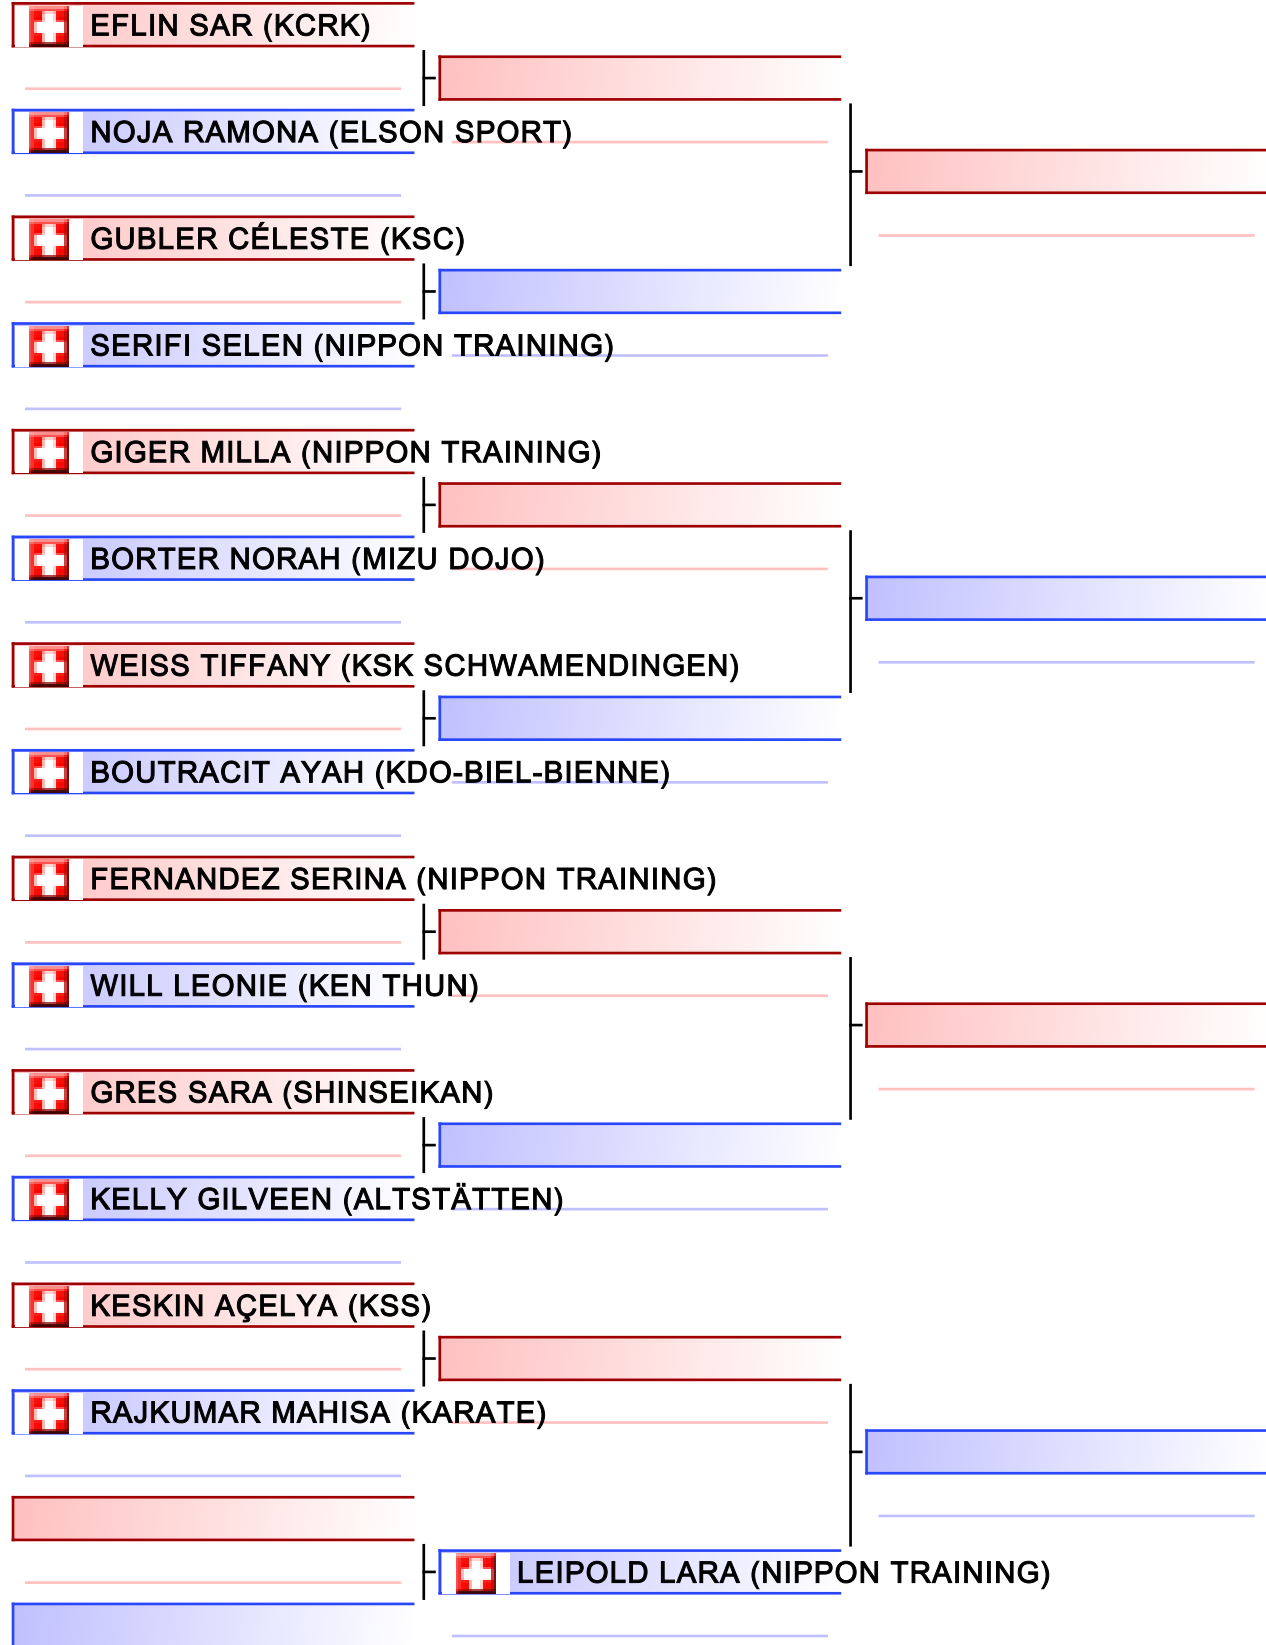 EFLIN SAR (KCRK)
NOJA RAMONA (ELSON SPORT)
GUBLER CÉLESTE (KSC)
SERIFI SELEN (NIPPON TRAINING)
GIGER MILLA (NIPPON TRAINING)
BORTER NORAH (MIZU DOJO)
WEISS TIFFANY (KSK SCHWAMENDINGEN)
BOUTRACIT AYAH (KDO-BIEL-BIENNE)
FERNANDEZ SERINA (NIPPON TRAINING)
WILL LEONIE (KEN THUN)
GRES SARA (SHINSEIKAN)
KELLY GILVEEN (ALTSTÄTTEN)
KESKIN AÇELYA (KSS)
RAJKUMAR MAHISA (KARATE)
LEIPOLD LARA (NIPPON TRAINING)